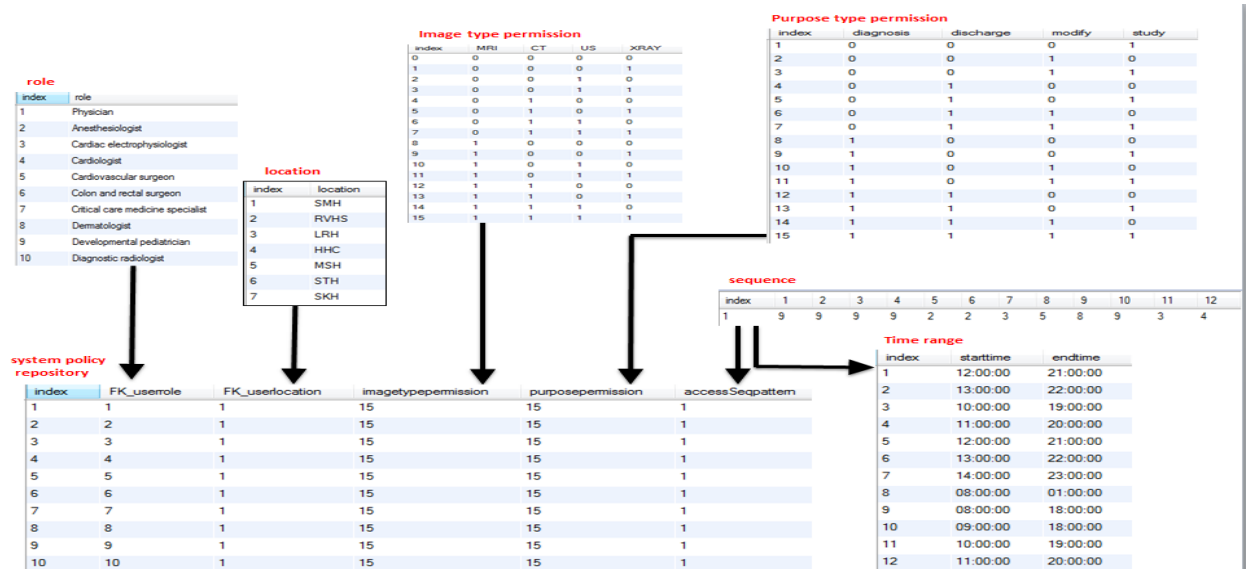 Purpose type permission
index diagnosis discharge modify study
1 0 0 0 1
2 0 0 1 0
3 0 0 1 1
4 0 1 0 0
5 0 1 0 1
6 0 1 1 0
7 0 1 1 1
8 1 0 0 0
9 1 0 0 1
10 1 0 1 0
11 1 0 1 1
12 1 1 0 0
13 1 1 0 1
14 1 1 1 0
15 1 1 1 1
Image type permission
index MRI CT US XRAY
0 0 0 0 0
1 0 0 0 1
2 0 0 1 0
3 0 0 1 1
4 0 1 0 0
5 0 1 0 1
6 0 1 1 0
7 0 1 1 1
8 1 0 0 0
9 1 0 0 1
10 1 0 1 0
11 1 0 1 1
12 1 1 0 0
13 1 1 0 1
14 1 1 1 0
15 1 1 1 1
role
index role
1 Physician
2 Anesthesiologist
3 Cardiac electrophysiologist
4 Cardiologist
5 Cardiovascular surgeon
6 Colon and rectal surgeon
7 Critical care medicine specialist
8 Dermatologist
9 Developmental pediatrician
10 Diagnostic radiologist
location
index location
1 SMH
2 RVHS
3 LRH
4 HHC
5 MSH
6 STH
7 SKH
sequence
index 1 2 3 4 5 6 7 8 9 10 11 12
1 9 9 9 9 2 2 3 5 8 9 3 4
Time range
index starttime endtime
1 12:00:00 21:00:00
2 13:00:00 22:00:00
3 10:00:00 19:00:00
4 11:00:00 20:00:00
5 12:00:00 21:00:00
6 13:00:00 22:00:00
7 14:00:00 23:00:00
8 08:00:00 01:00:00
9 08:00:00 18:00:00
10 09:00:00 18:00:00
11 10:00:00 19:00:00
12 11:00:00 20:00:00
system policy
repository
index FK_userrole FK_userlocation imagetypepermission purposepermission accessSeqpattern
1 1 1 15 15 1
2 2 1 15 15 1
3 3 1 15 15 1
4 4 1 15 15 1
5 5 1 15 15 1
6 6 1 15 15 1
7 7 1 15 15 1
8 8 1 15 15 1
9 9 1 15 15 1
10 10 1 15 15 1